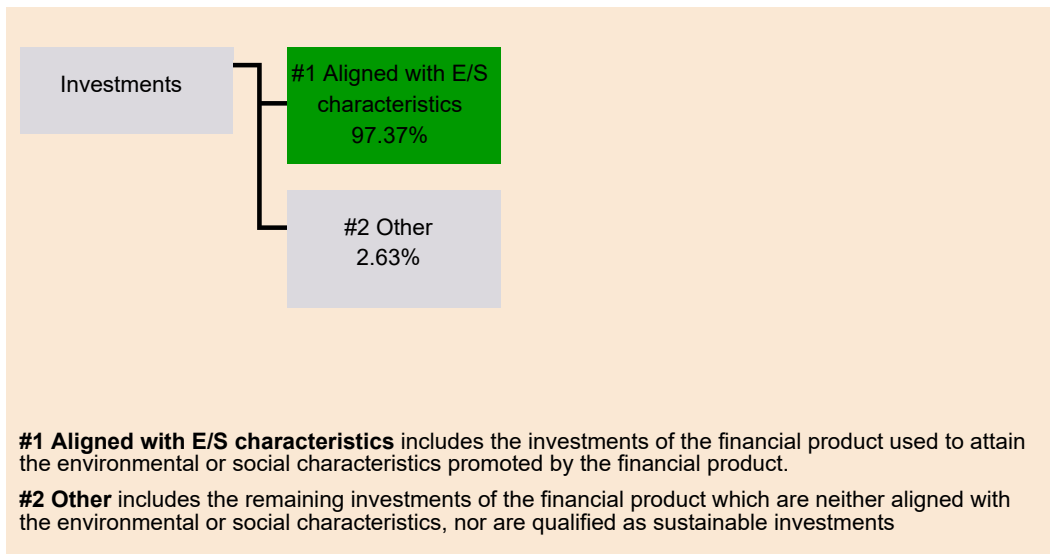 Investments
#1 Aligned with E/S
characteristics
97.37%
#2 Other
2.63%
#1 Aligned with E/S characteristics includes the investments of the financial product used to attain
the environmental or social characteristics promoted by the financial product.
#2 Other includes the remaining investments of the financial product which are neither aligned with
the environmental or social characteristics, nor are qualified as sustainable investments